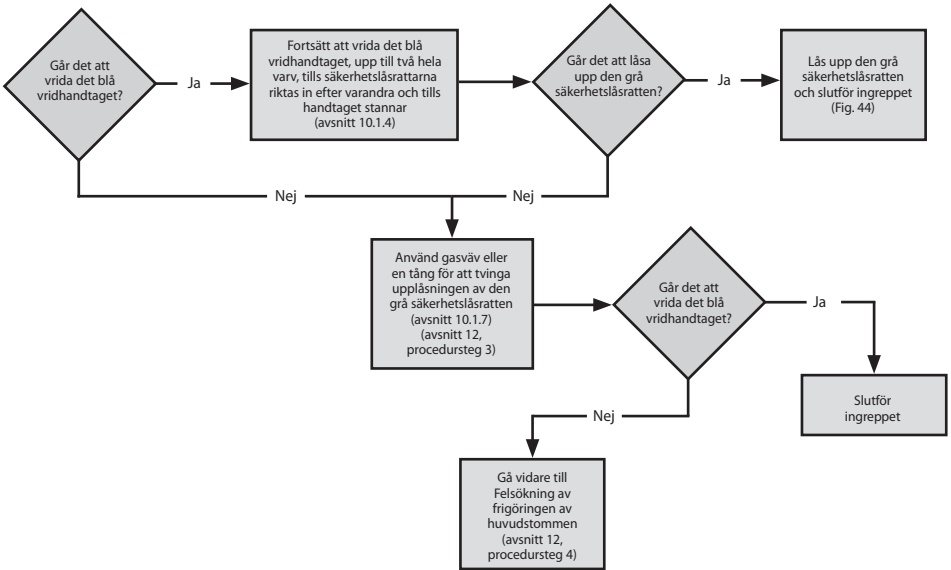 Går det att
vrida det blå
vridhandtaget?
Ja
Fortsätt att vrida det blå
vridhandtaget, upp till två hela
varv, tills säkerhetslåsrattarna
riktas in efter varandra och tills
handtaget stannar
(avsnitt 10.1.4)
Går det att låsa
upp den grå
säkerhetslåsratten?
Ja
Lås upp den grå
säkerhetslåsratten
och slutför ingreppet
(Fig. 44)
Nej
Nej
Använd gasväv eller
en tång för att tvinga
upplåsningen av den
grå säkerhetslåsratten
(avsnitt 10.1.7)
(avsnitt 12,
procedursteg 3)
Går det att
vrida det blå
vridhandtaget?
Ja
Slutför
ingreppet
Nej
Gå vidare till
Felsökning av
frigöringen av
huvudstommen
(avsnitt 12,
procedursteg 4)